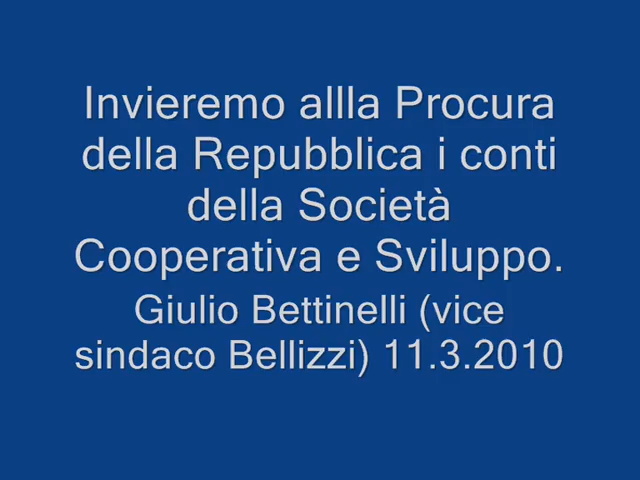 Invieremo allla Procura
della Repubblica i conti
della Società
Cooperativa e Sviluppo.
Giulio Bettinelli (vice
sindaco Bellizzi) 11.3.2010